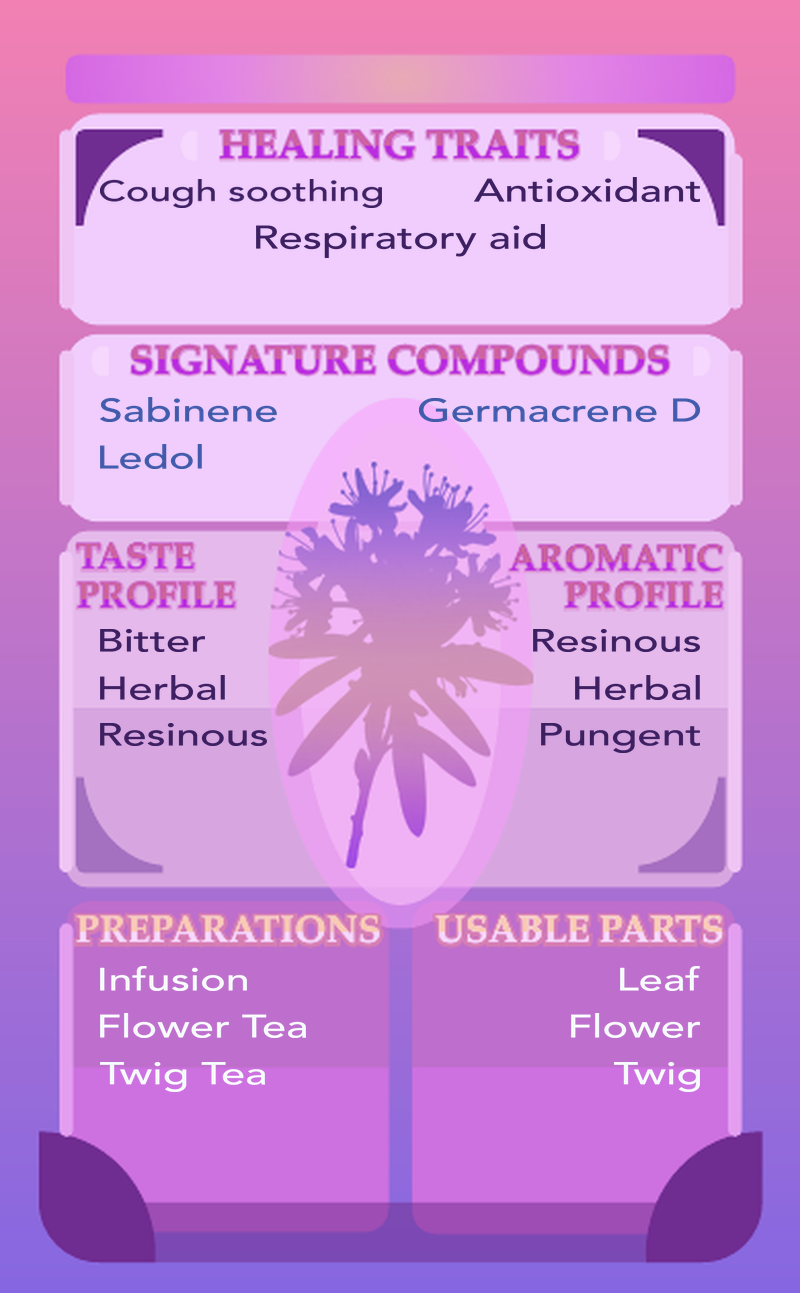 HEALING TRAITS
Cough soothing Antioxidant
Respiratory aid
SIGNATURE COMPOUNDS
Sabinene Germacrene D
Ledol
TASTE
PROFILE
Bitter
Herbal
Resinous
AROMATIC
PROFILE
Resinous
Herbal
Pungent
PREPARATIONS
Infusion
Flower Tea
Twig Tea
USABLE PARTS
Leaf
Flower
Twig